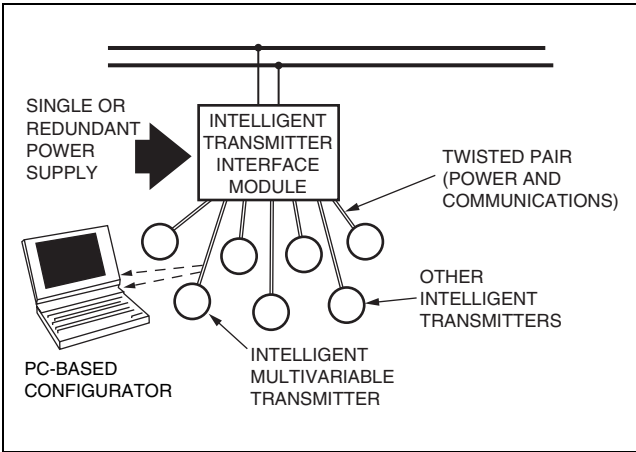 SINGLE OR
REDUNDANT
POWER
SUPPLY
INTELLIGENT
TRANSMITTER
INTERFACE
MODULE
TWISTED PAIR
(POWER AND
COMMUNICATIONS)
OTHER
INTELLIGENT
TRANSMITTERS
PC-BASED
CONFIGURATOR
INTELLIGENT
MULTIVARIABLE
TRANSMITTER